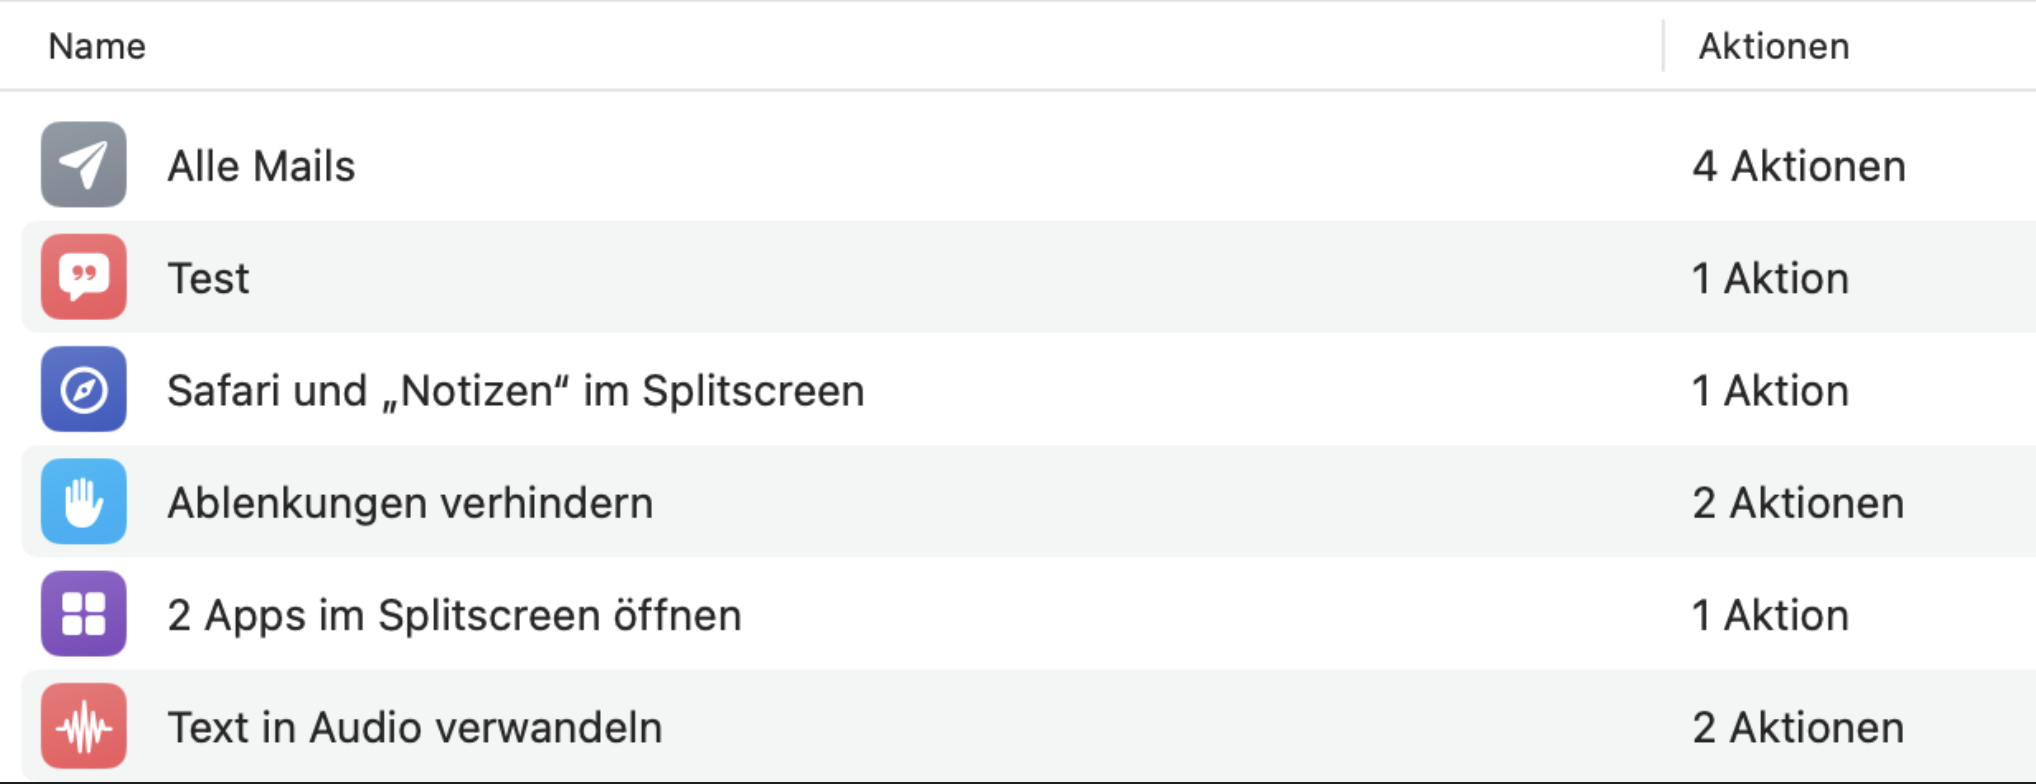 Name Aktionen
Alle Mails 4 Aktionen
Test 1 Aktion
Safari und „Notizen“ im Splitscreen 1 Aktion
Ablenkungen verhindern 2 Aktionen
2 Apps im Splitscreen öffnen 1 Aktion
Text in Audio verwandeln 2 Aktionen